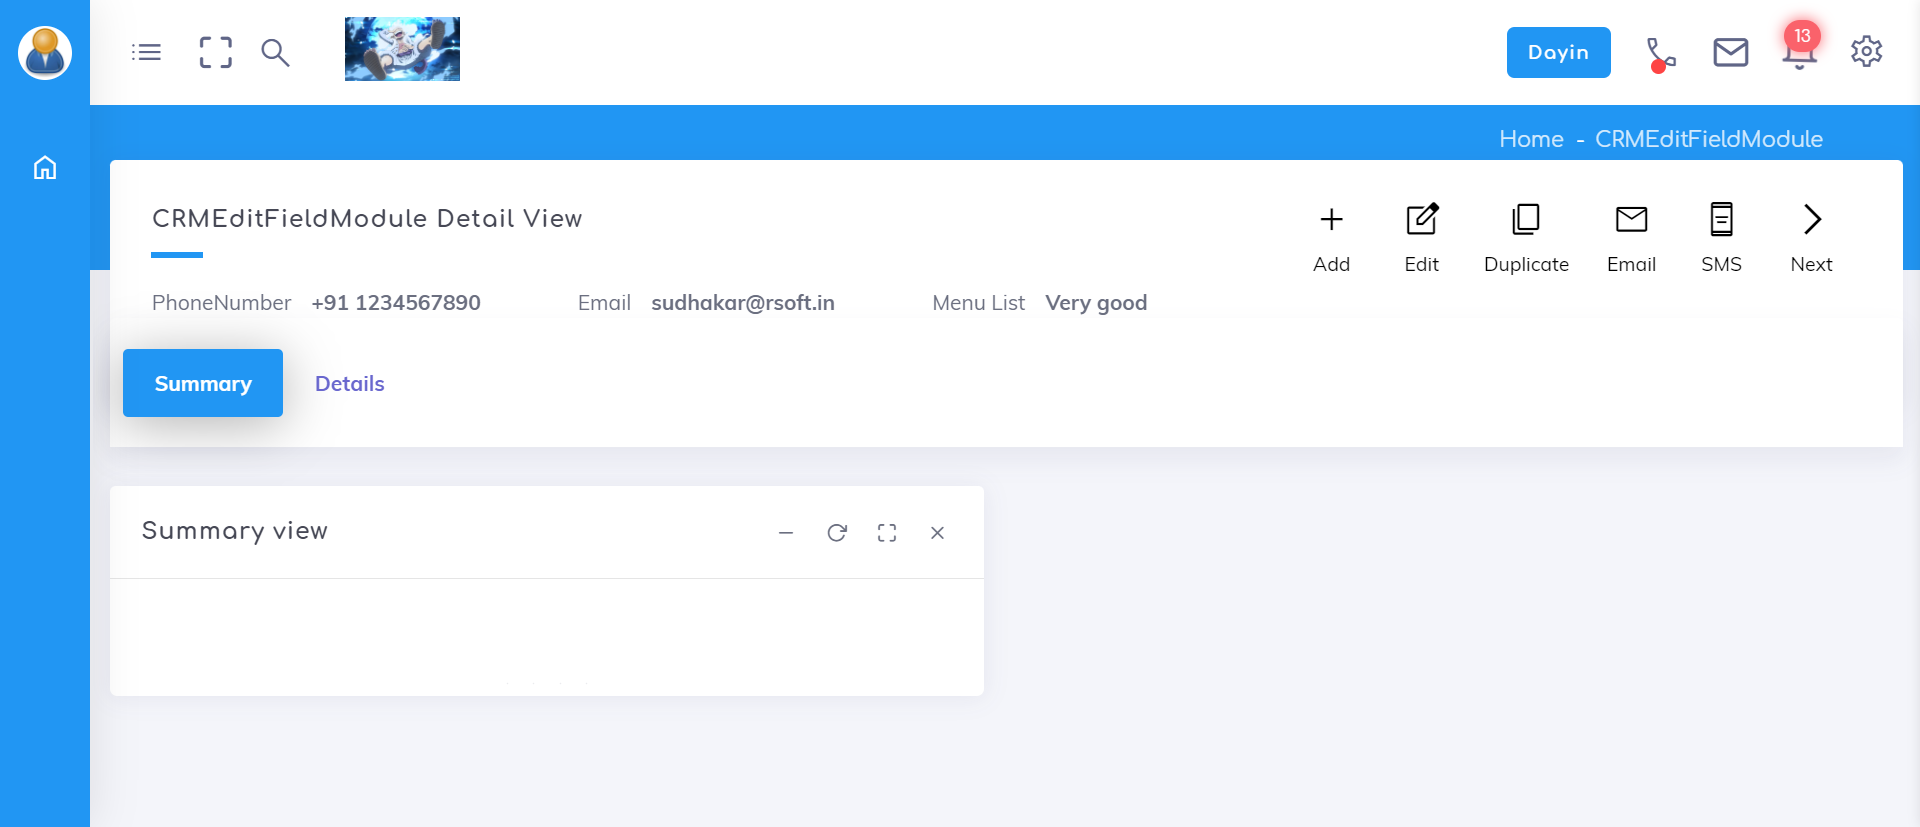 Dayin
13
Home - CRMEditFieldModule
CRMEditFieldModule Detail View
Add Edit Duplicate Email SMS Next
PhoneNumber +91 1234567890 Email sudhakar@rsoft.in Menu List Very good
Summary Details
Summary view